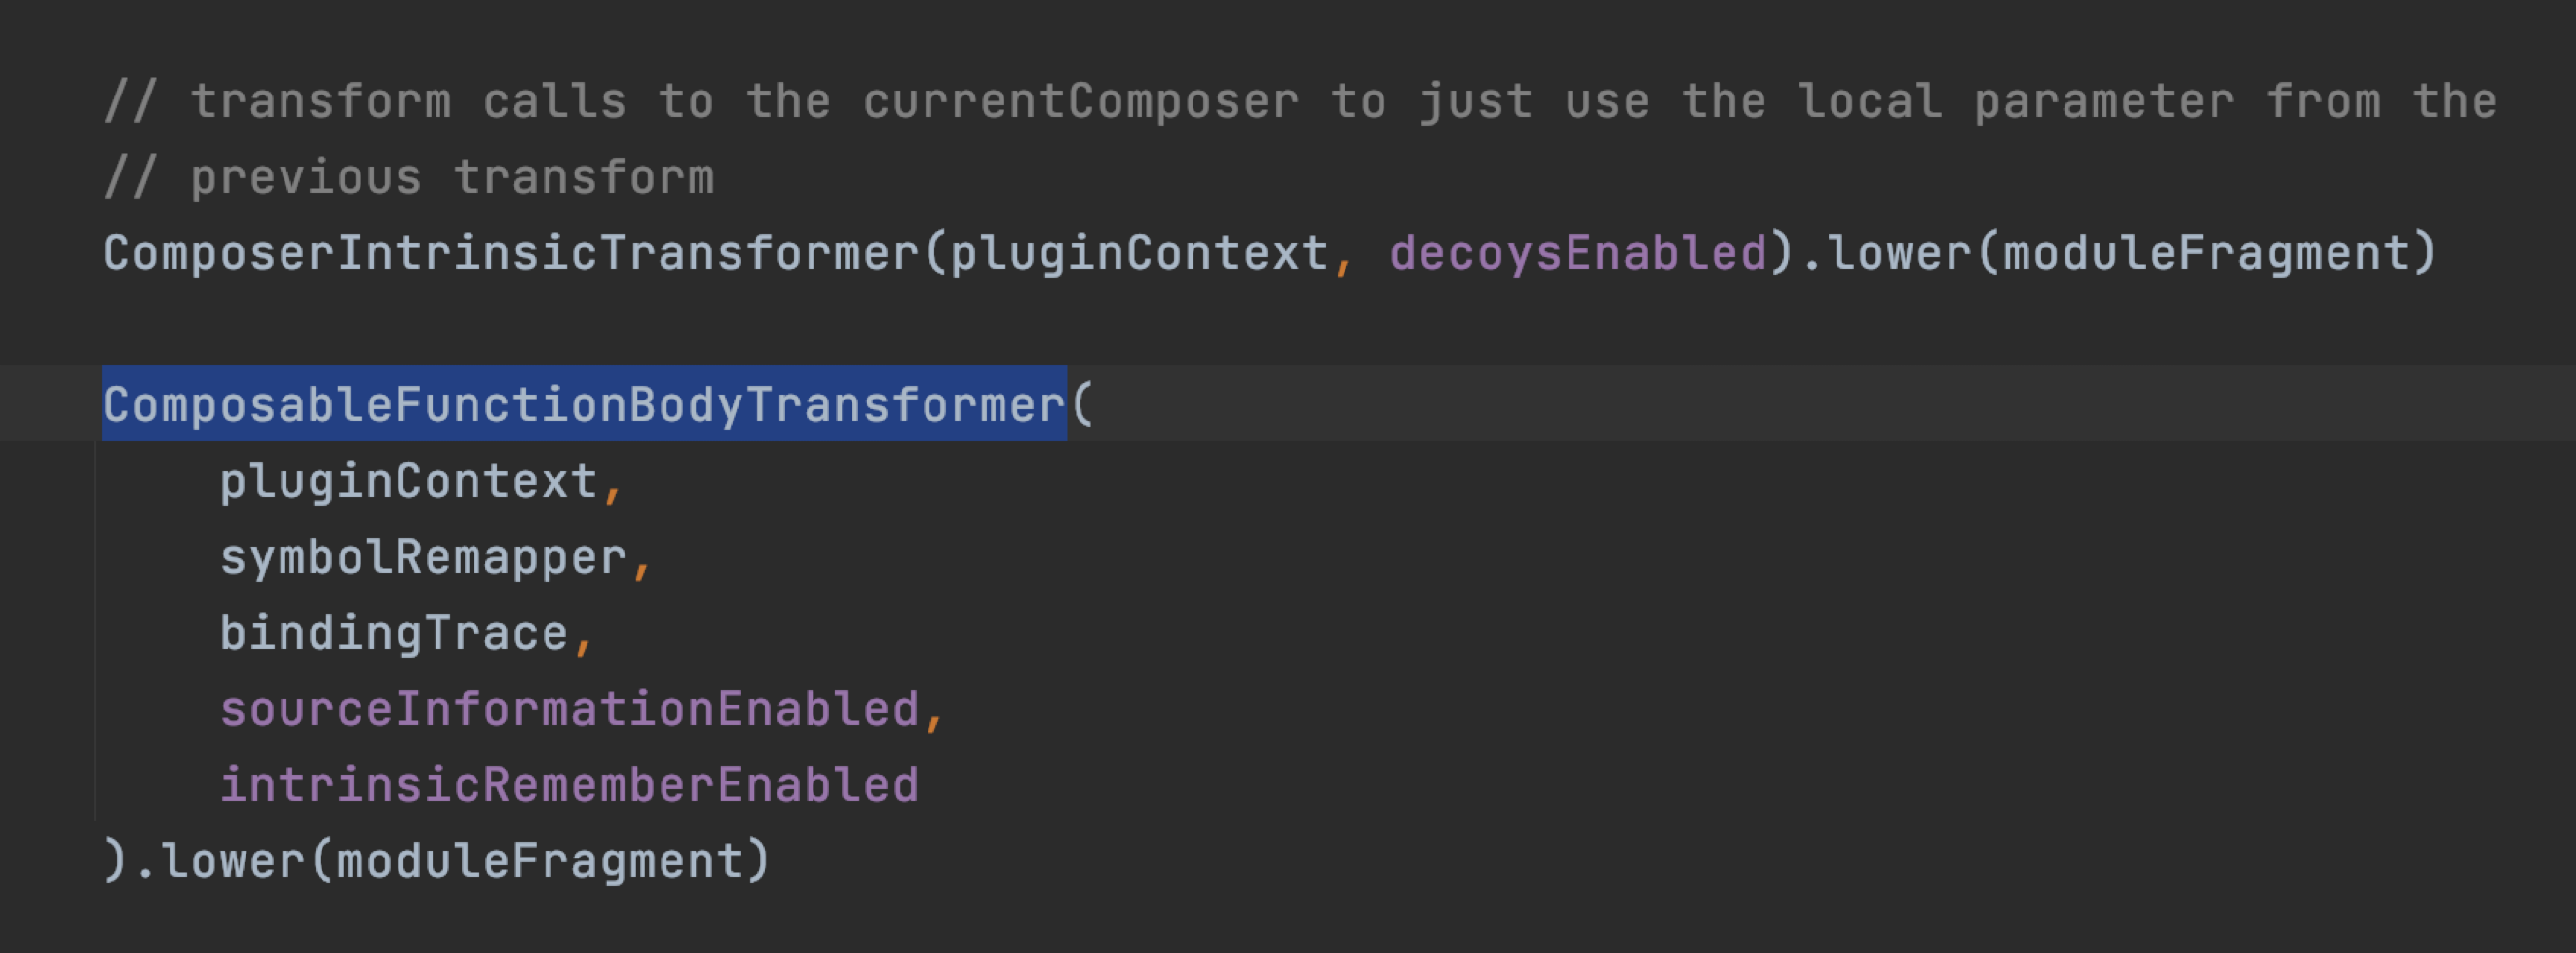 // transform calls to the currentComposer to just use the local parameter from the
// previous transform
ComposerIntrinsicTransformer(pluginContext, decoysEnabled).lower(moduleFragment)
ComposableFunctionBodyTransformer(
pluginContext,
symbolRemapper,
bindingTrace,
sourceInformationEnabled,
intrinsicRememberEnabled
).lower(moduleFragment)